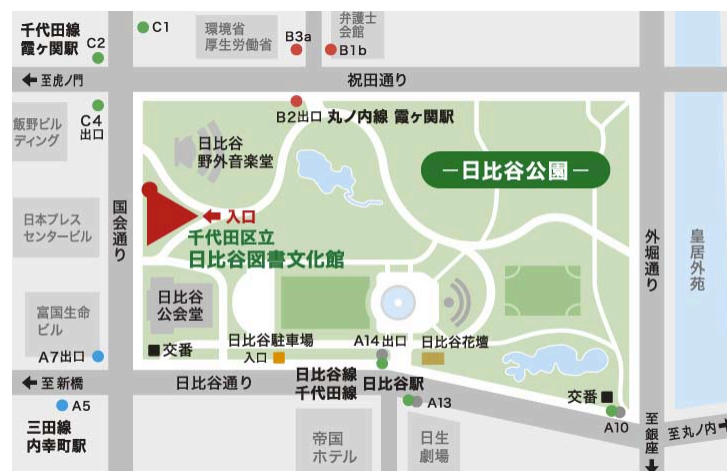 千代田線
霞ヶ関駅
C2
C1
環境省
厚生労働省
B3a
弁護士
会館
B1b
至虎ノ門
祝田通り
飯野ビル
ディング
C4
出口
B2出口 丸ノ内線 霞ヶ関駅
日比谷
野外音楽堂
日比谷公園
国会通り
日本プレス
センタービル
入口
千代田区立
日比谷図書文化館
外堀通り
皇居外苑
富国生命
ビル
日比谷
公会堂
A7出口
交番
日比谷駐車場
入口
A14出口
日比谷花壇
至新橋
日比谷通り
日比谷線
千代田線
日比谷駅
交番
A5
三田線
内幸町駅
A13
A10
至銀座
至丸ノ内
帝国
ホテル
日生
劇場